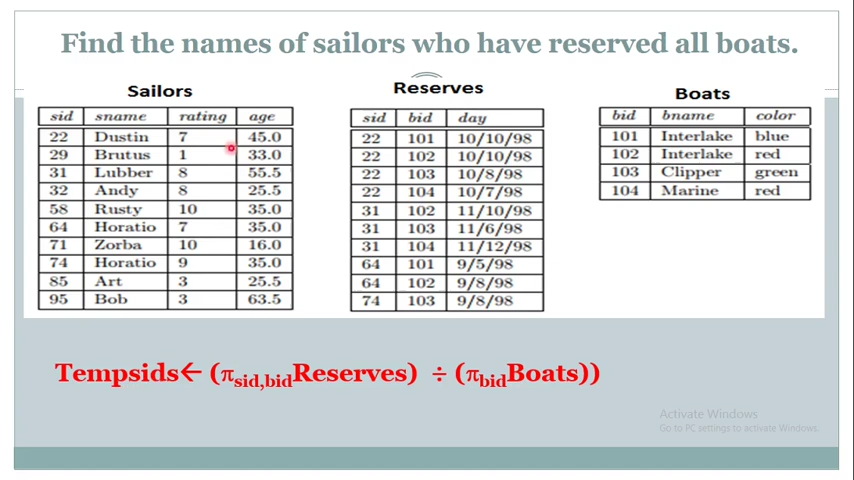 Find the names of sailors who have reserved all boats.
Sailors
sid sname rating age
22 Dustin 7 45.0
29 Brutus 1 33.0
31 Lubber 8 55.5
32 Andy 8 25.5
58 Rusty 10 35.0
64 Horatio 7 35.0
71 Zorba 10 16.0
74 Horatio 9 35.0
85 Art 3 25.5
95 Bob 3 63.5
Reserves
sid bid day
22 101 10/10/98
22 102 10/10/98
22 103 10/8/98
22 104 10/7/98
31 102 11/10/98
31 103 11/6/98
31 104 11/12/98
64 101 9/5/98
64 102 9/8/98
74 103 9/8/98
Boats
bid bname color
101 Interlake blue
102 Interlake red
103 Clipper green
104 Marine red
Tempsids← (πsid,bidReserves) ÷ (πbidBoats))
Activate Windows
Go to PC settings to activate Windows.